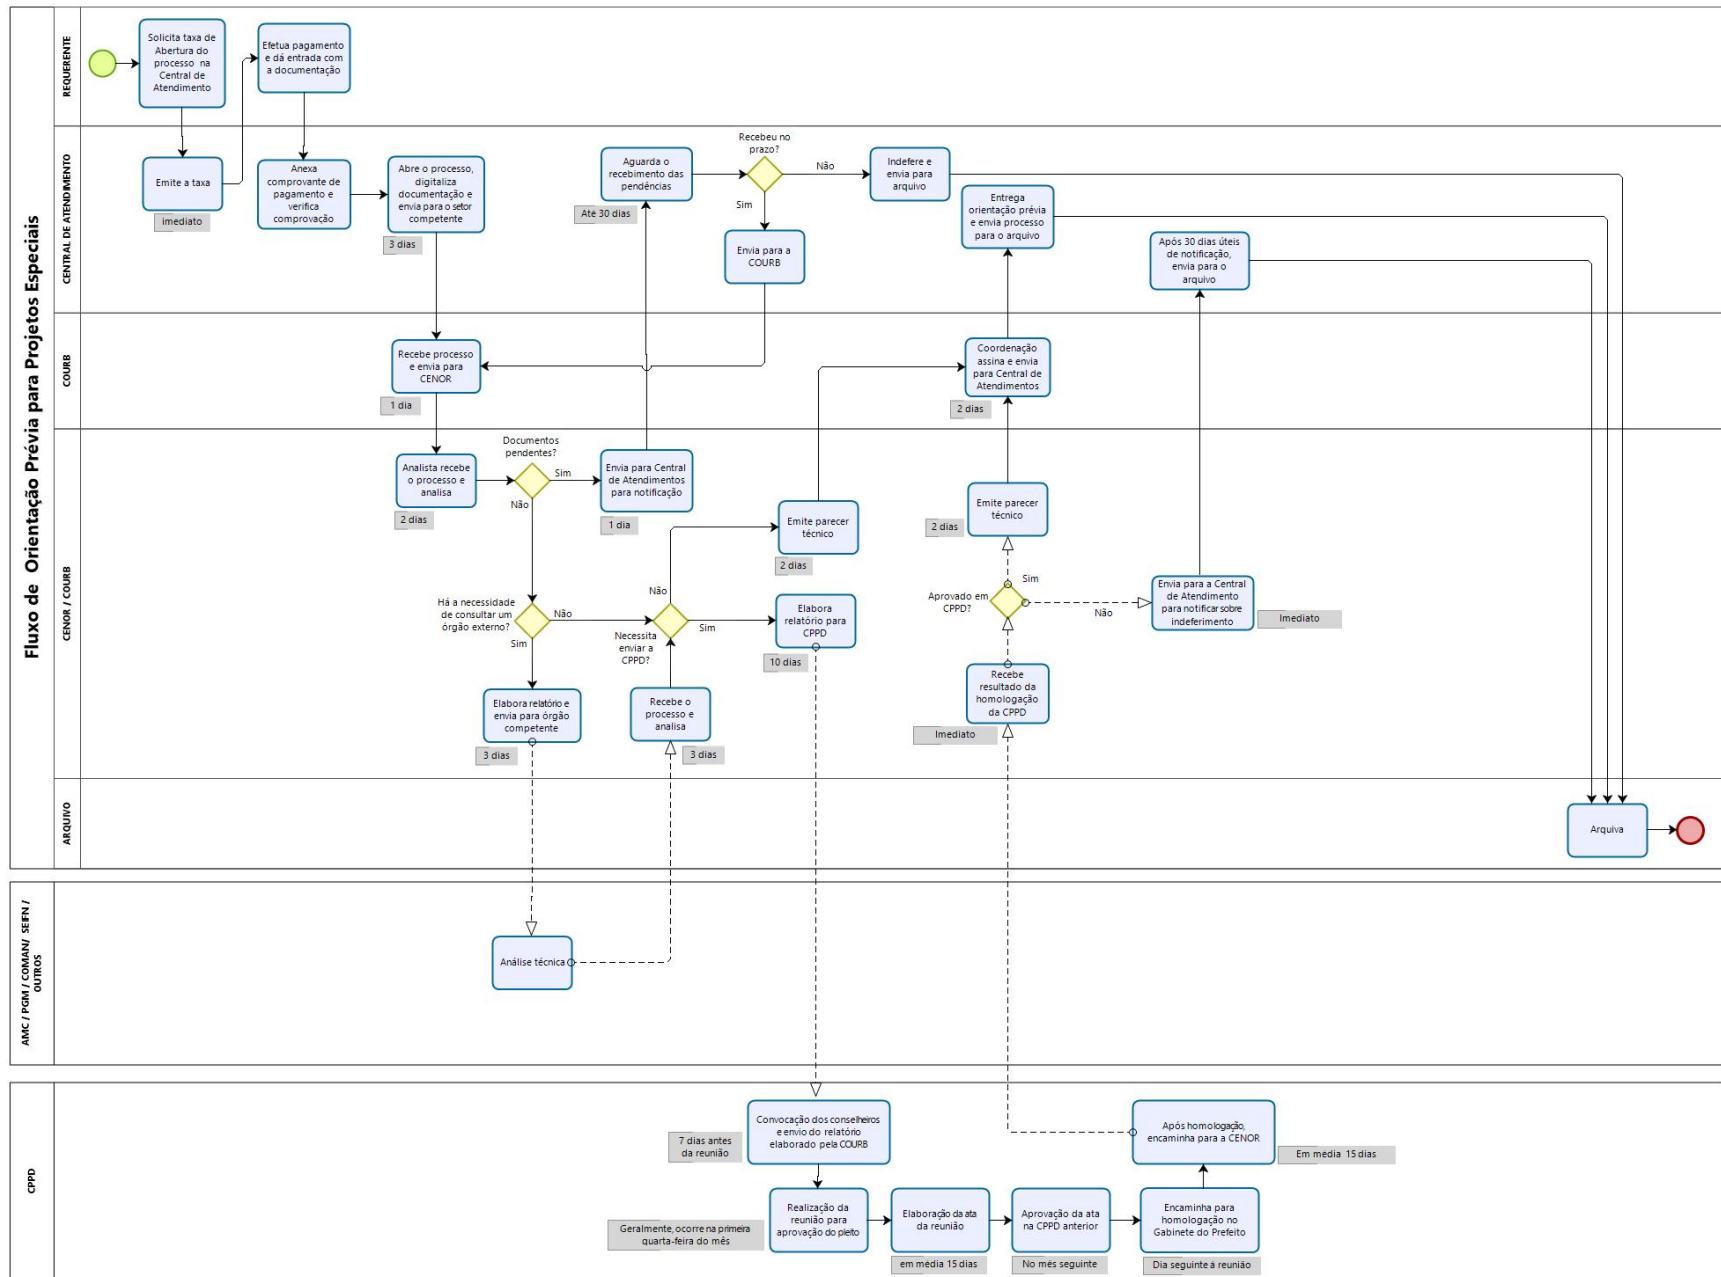 Fluxo de Orientação Prévia para Projetos Especiais
REQUERENTE
Solicita taxa de
Abertura do
processo na
Central de
Atendimento
Efetua pagamento
e dá entrada com
a documentação
CENTRAL DE ATENDIMENTO
Emite a taxa
imediato
Anexa
comprovante de
pagamento e
verifica
comprovação
Abre o processo,
digitaliza
documentação e
envia para o setor
competente
3 dias
Aguarda o
recebimento das
pendências
Até 30 dias
Recebeu no
prazo?
Não
Sim
Envia para a
COURB
Indefere e
envia para
arquivo
Entrega
orientação prévia
e envia processo
para o arquivo
Após 30 dias úteis
de notificação,
envia para o
arquivo
COURB
Recebe processo
e envia para
CENOR
1 dia
Coordenação
assina e envia
para Central de
Atendimentos
2 dias
CENOR / COURB
Analista recebe
o processo e
analisa
2 dias
Documentos
pendentes?
Sim
Não
Envia para Central
de Atendimentos
para notificação
1 dia
Emite parecer
técnico
2 dias
Emite parecer
técnico
2 dias
Há a necessidade
de consultar um
órgão externo?
Não
Sim
Necessita
enviar a
CPPD?
Não
Sim
Elabora
relatório para
CPPD
10 dias
Aprovado em
CPPD?
Sim
Não
Envia para a Central
de Atendimento
para notificar sobre
indeferimento
Imediato
Elabora relatório e
envia para órgão
competente
3 dias
Recebe o
processo e
analisa
3 dias
Recebe
resultado da
homologação
da CPPD
Imediato
ARQUIVO
Arquiva
AMC / PGM / COMAN/ SEFIN /
OUTROS
Análise técnica
CPPD
Convocação dos conselheiros
e envio do relatório
elaborado pela COURB
7 dias antes
da reunião
Após homologação,
encaminha para a CENOR
Em média 15 dias
Realização da
reunião para
aprovação do pleito
Geralmente, ocorre na primeira
quarta-feira do mês
Elaboração da ata
da reunião
em média 15 dias
Aprovação da ata
na CPPD anterior
No mês seguinte
Encaminha para
homologação no
Gabinete do Prefeito
Dia seguinte à reunião